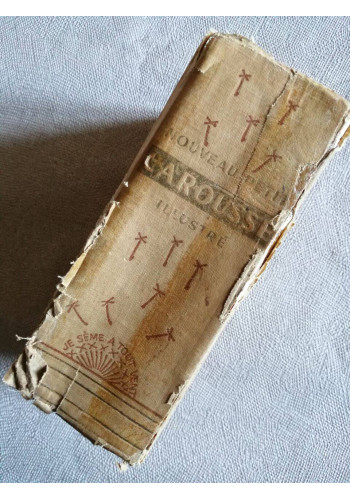 NOUVEAU PETIT
LAROUSSE
ILLUSTRÉ
JE SÈME À TOUT VENT